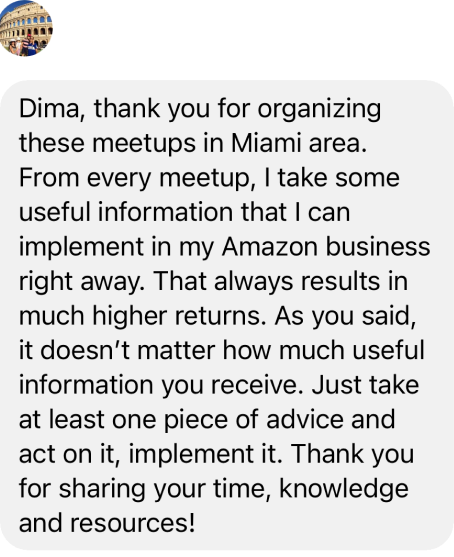 Dima, thank you for organizing
these meetups in Miami area.
From every meetup, I take some
useful information that I can
implement in my Amazon business
right away. That always results in
much higher returns. As you said,
it doesn’t matter how much useful
information you receive. Just take
at least one piece of advice and
act on it, implement it. Thank you
for sharing your time, knowledge
and resources!